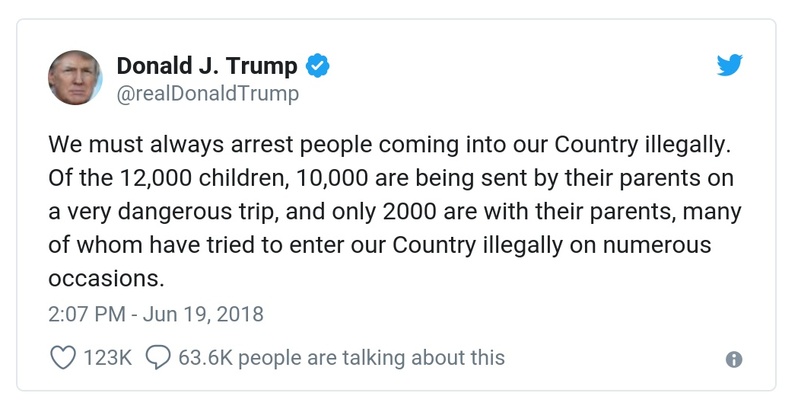 Donald J. Trump
@realDonaldTrump
We must always arrest people coming into our Country illegally.
Of the 12,000 children, 10,000 are being sent by their parents on
a very dangerous trip, and only 2000 are with their parents, many
of whom have tried to enter our Country illegally on numerous
occasions.
2:07 PM - Jun 19, 2018
123K 63.6K people are talking about this